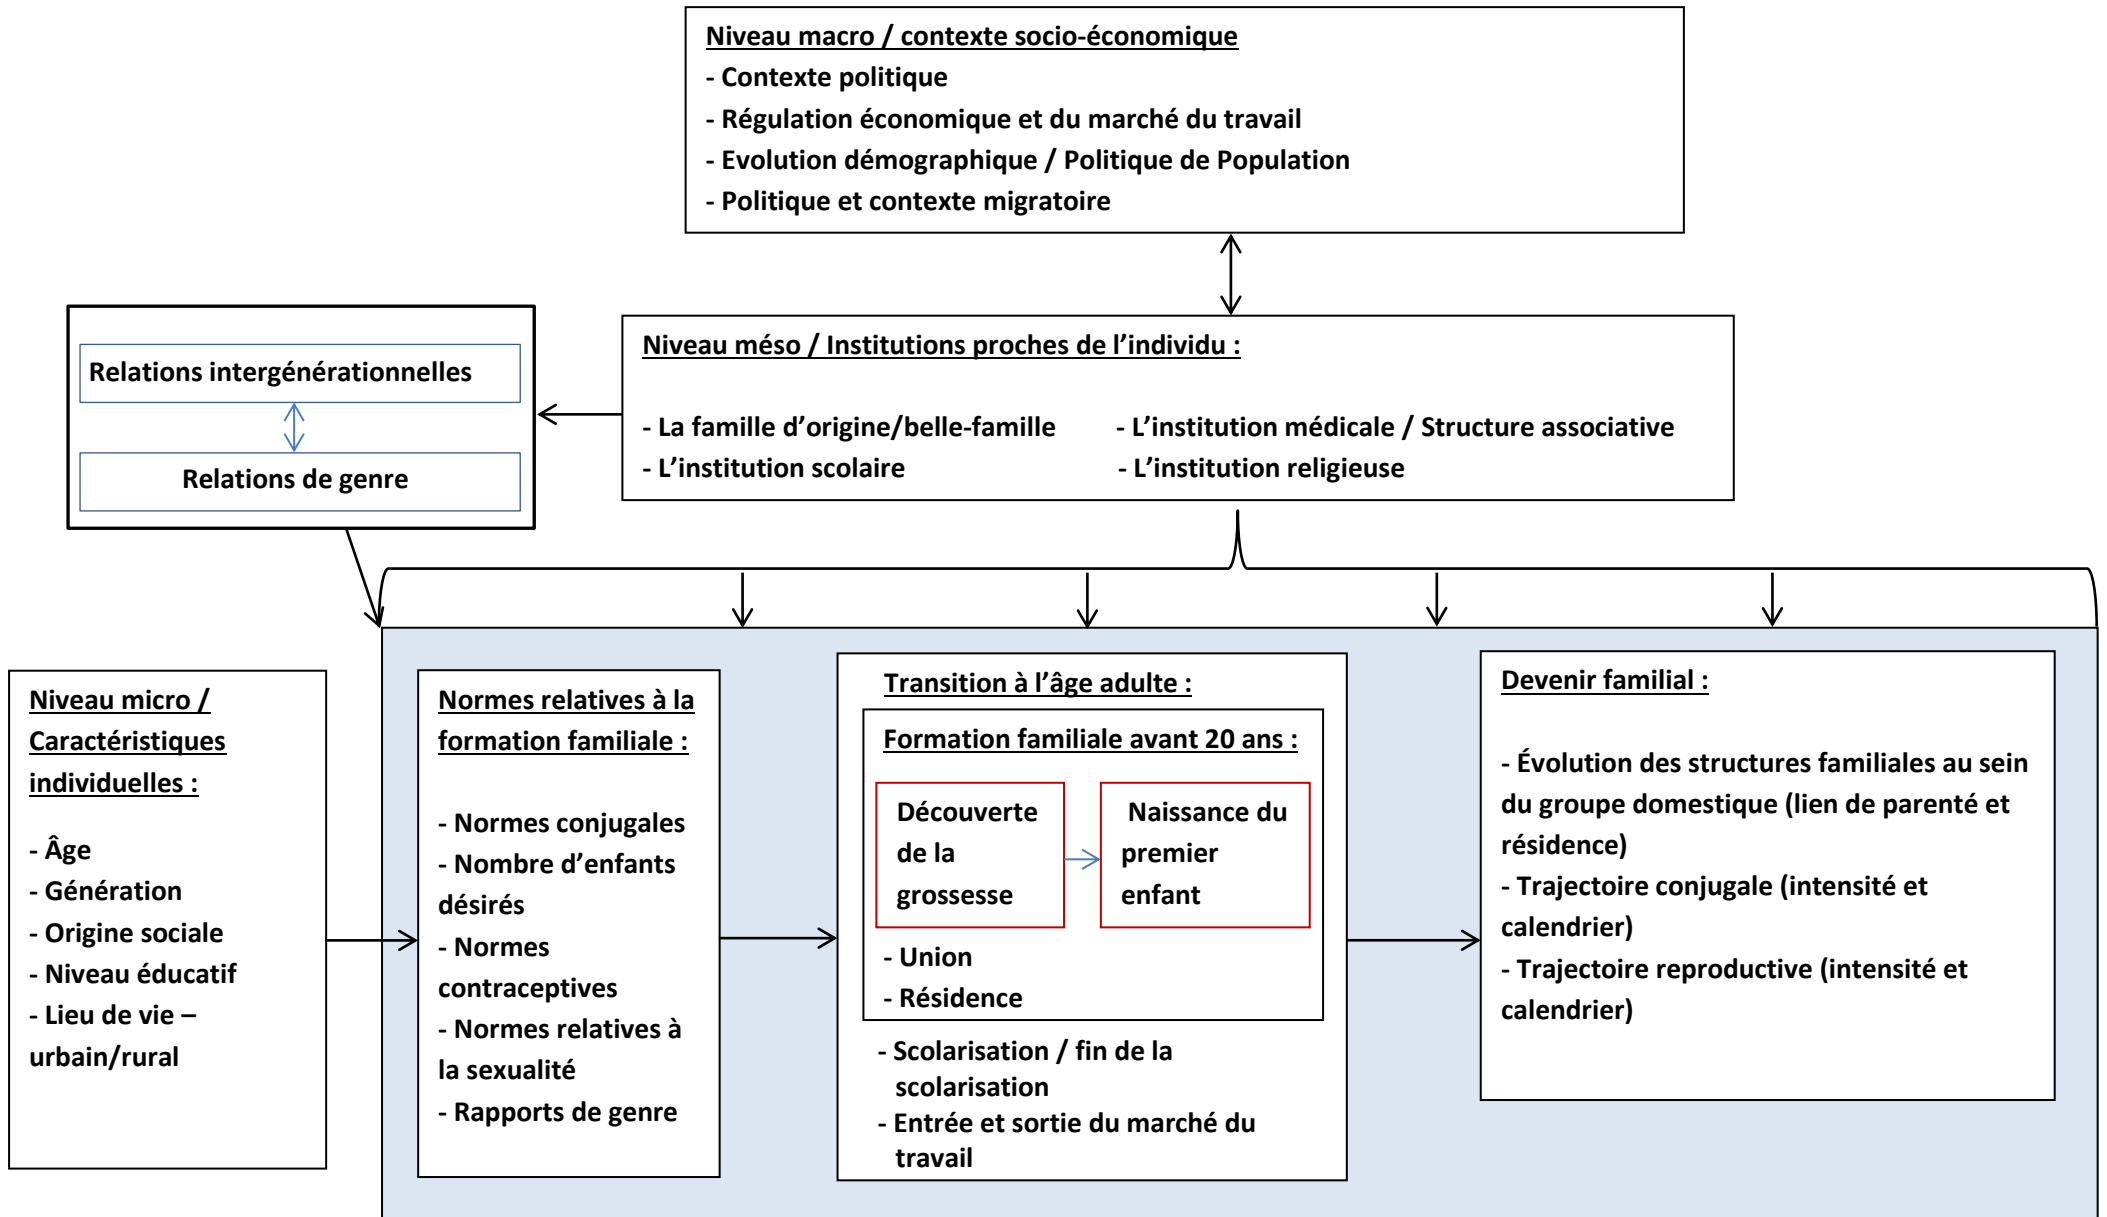 Niveau macro / contexte socio-économique
- Contexte politique
- Régulation économique et du marché du travail
- Evolution démographique / Politique de Population
- Politique et contexte migratoire
Relations intergénérationnelles
Relations de genre
Niveau méso / Institutions proches de l’individu :
- La famille d’origine/belle-famille - L’institution médicale / Structure associative
- L’institution scolaire - L’institution religieuse
Niveau micro /
Caractéristiques
individuelles :
- Âge
- Génération
- Origine sociale
- Niveau éducatif
- Lieu de vie –
urbain/rural
Normes relatives à la
formation familiale :
- Normes conjugales
- Nombre d’enfants
désirés
- Normes
contraceptives
- Normes relatives à
la sexualité
- Rapports de genre
Transition à l’âge adulte :
Formation familiale avant 20 ans :
Découverte
de la
grossesse
Naissance du
premier
enfant
- Union
- Résidence
- Scolarisation / fin de la
scolarisation
- Entrée et sortie du marché du
travail
Devenir familial :
- Évolution des structures familiales au sein
du groupe domestique (lien de parenté et
résidence)
- Trajectoire conjugale (intensité et
calendrier)
- Trajectoire reproductive (intensité et
calendrier)